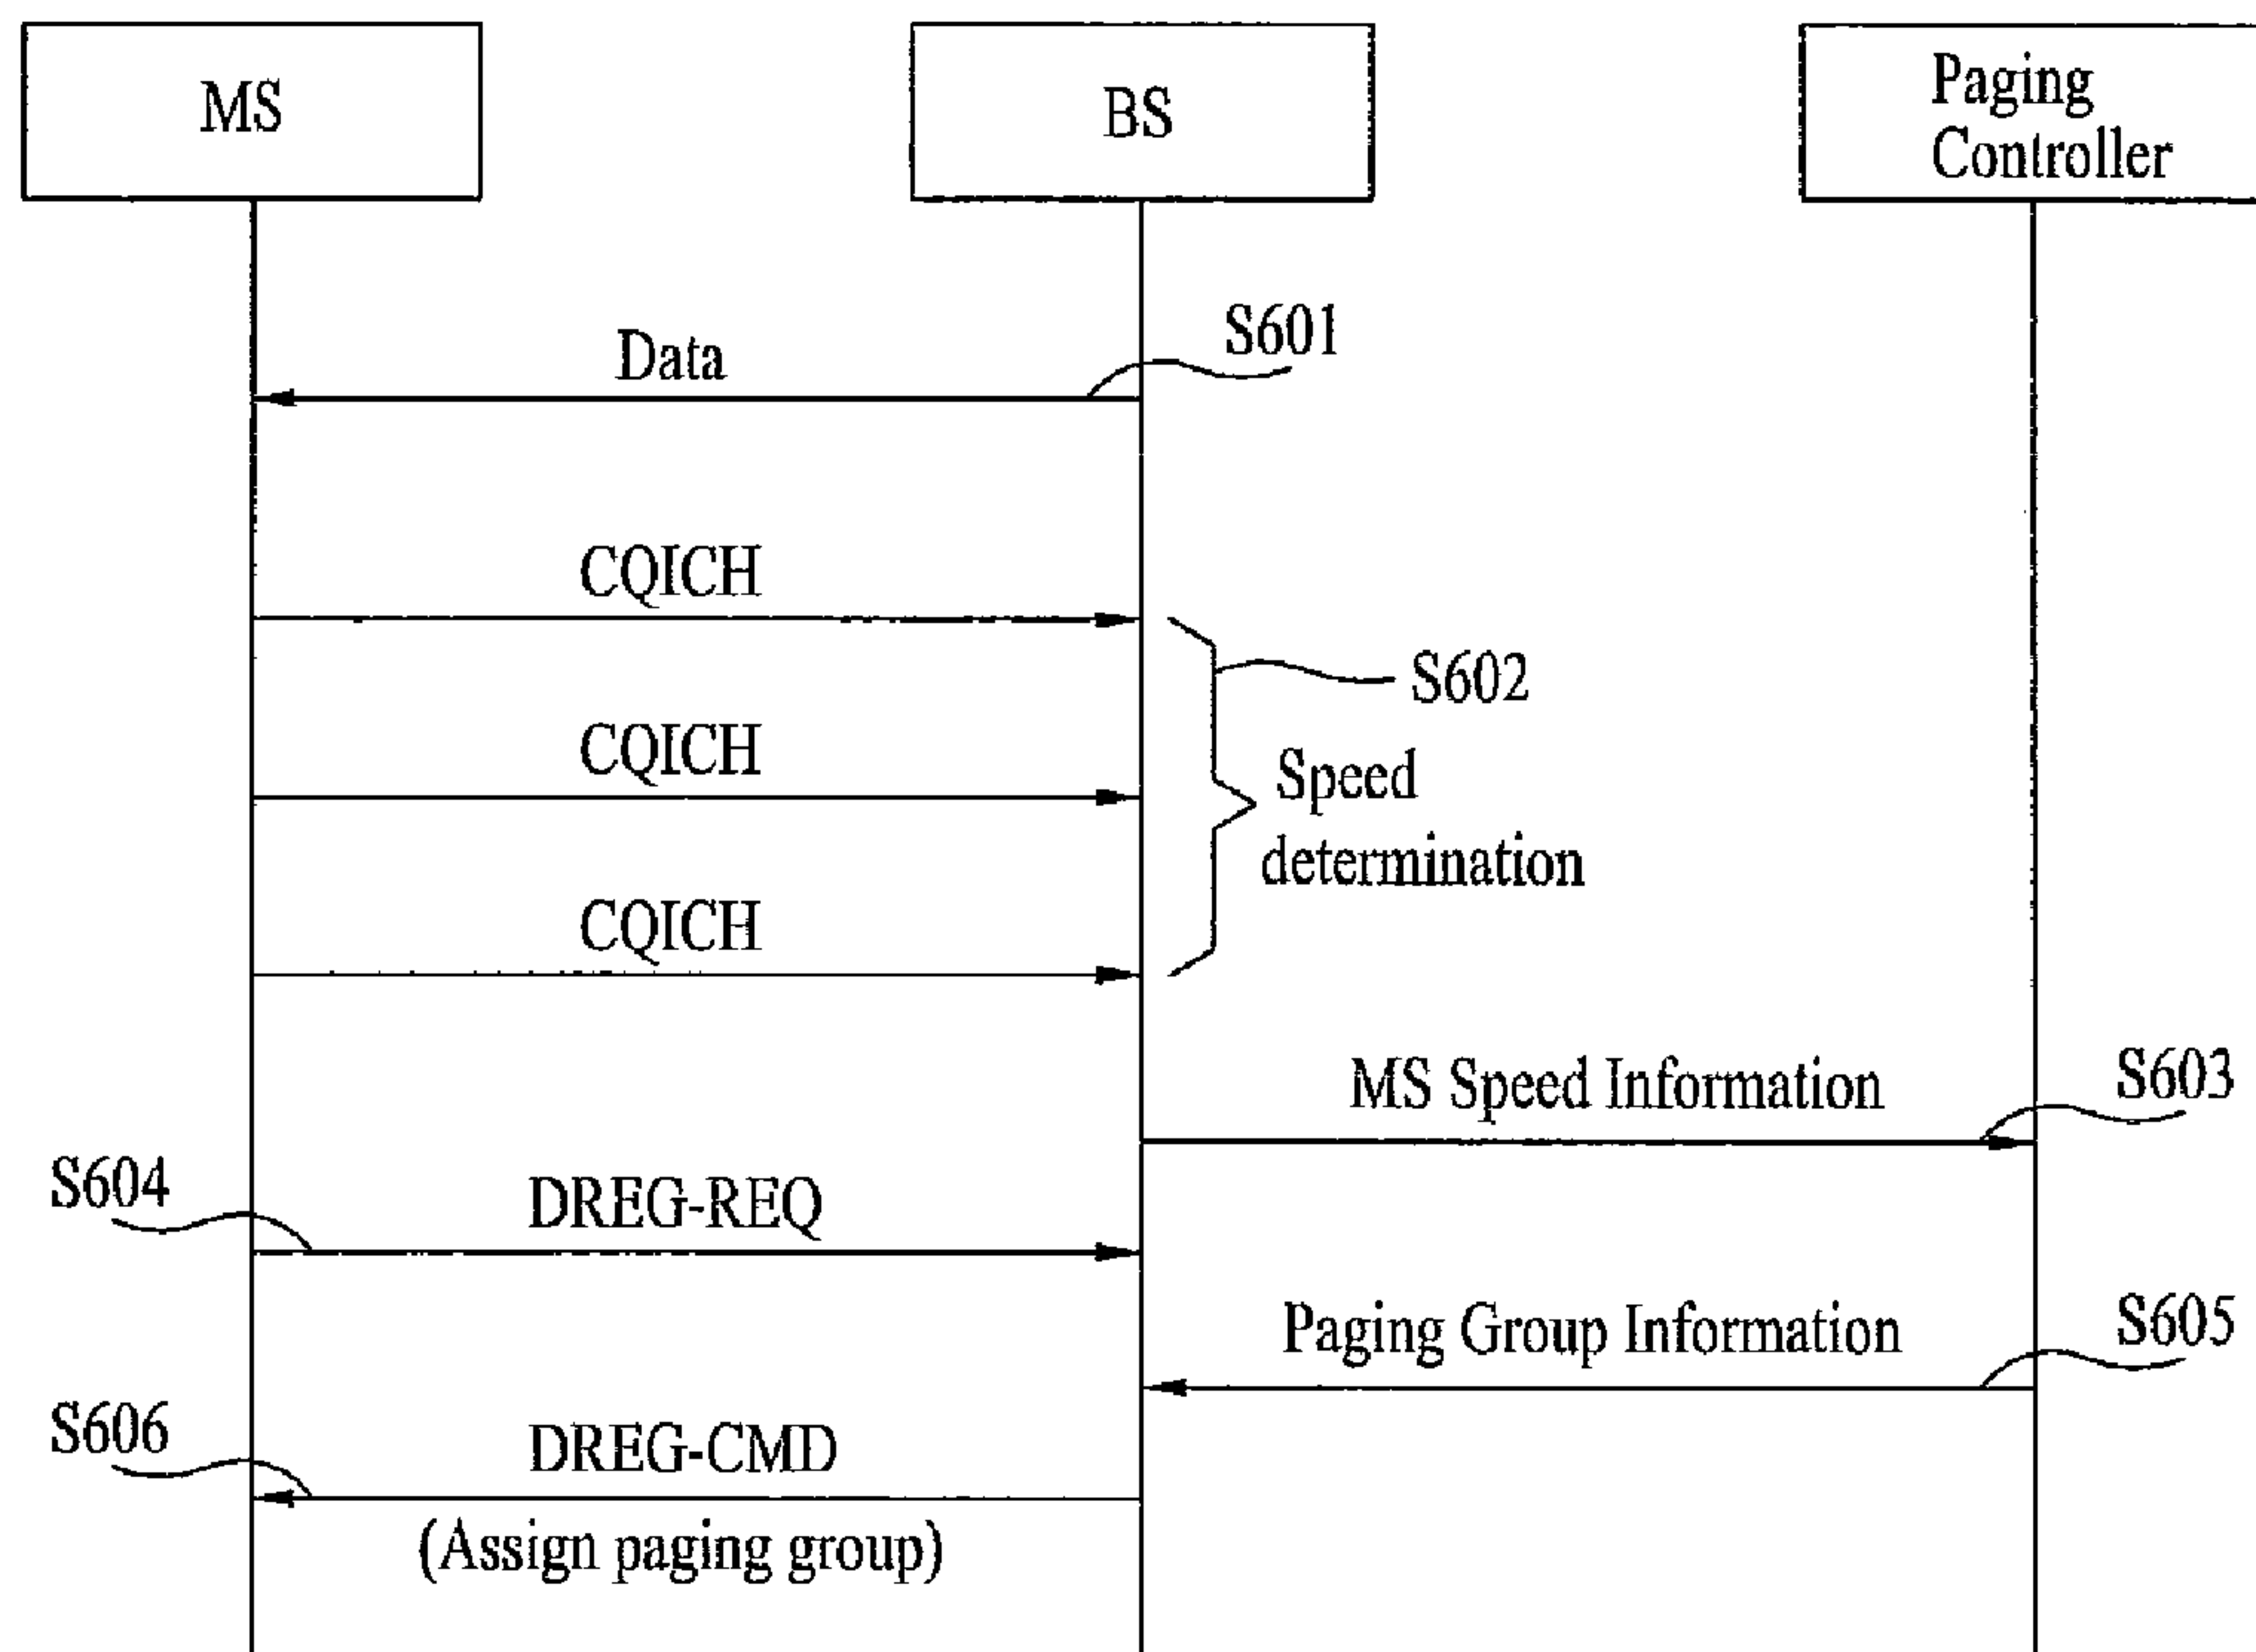 MS
BS
Paging
Controller
S601
Data
CQICH
S602
CQICH
Speed
determination
CQICH
MS Speed Information
S603
S604
DREG-REQ
Paging Group Information
S605
S606
DREG-CMD
(Assign paging group)